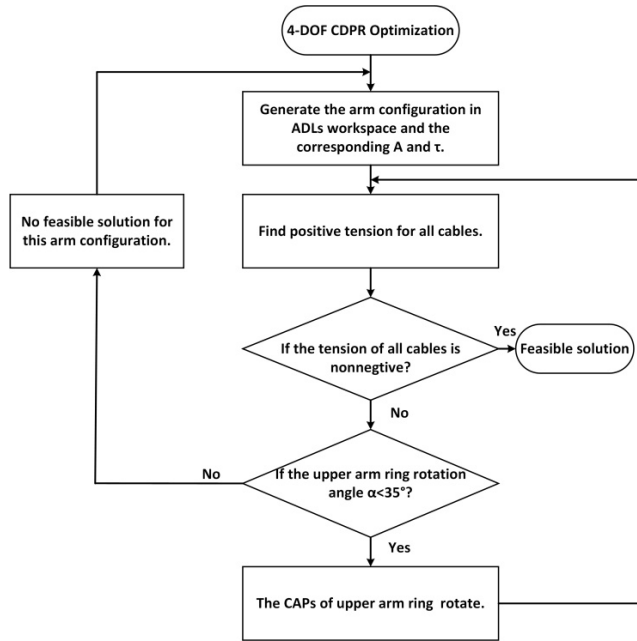 4-DOF CDPR Optimization
Generate the arm configuration in
ADLs workspace and the
corresponding A and τ.
No feasible solution for
this arm configuration.
Find positive tension for all cables.
If the tension of all cables is
nonnegtive?
Yes
Feasible solution
No
If the upper arm ring rotation
angle α<35°?
No
Yes
The CAPs of upper arm ring rotate.